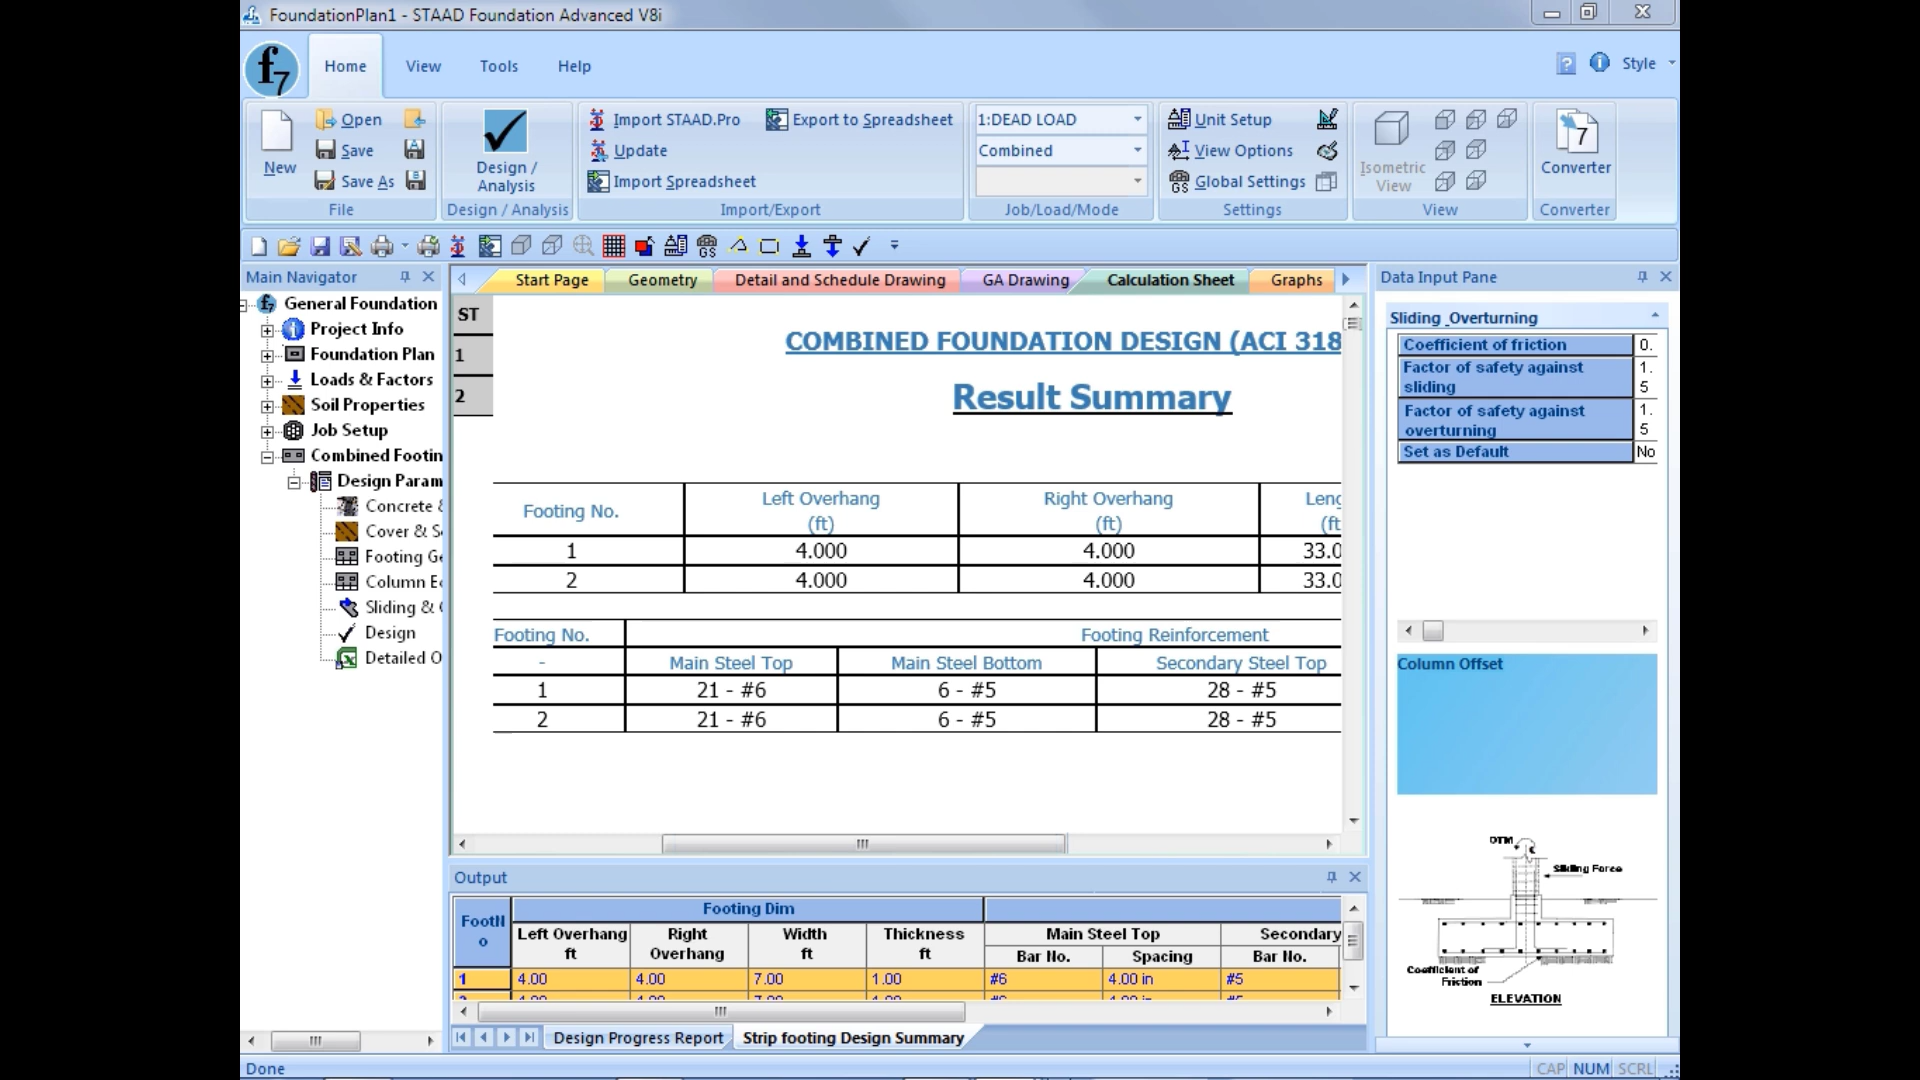 FoundationPlan1 - STAAD Foundation Advanced V8i
Home View Tools Help Style
New
Open
Save
Save As
File
Design / Analysis
Design / Analysis
Import STAAD.Pro
Export to Spreadsheet
Update
Import Spreadsheet
Import/Export
1:DEAD LOAD
Combined
Job/Load/Mode
Unit Setup
View Options
Global Settings
Settings
Isometric View
View
Converter
Converter
Main Navigator
General Foundation
Project Info
Foundation Plan
Loads & Factors
Soil Properties
Job Setup
Combined Footin
Design Param
Concrete &
Cover & S
Footing Ge
Column
Sliding &
Design
Detailed O
Start Page Geometry Detail and Schedule Drawing GA Drawing Calculation Sheet Graphs
ST
1
2
COMBINED FOUNDATION DESIGN (ACI 318
Result Summary
Footing No. Left Overhang (ft) Right Overhang (ft) Leng (ft
1 4.000 4.000 33.0
2 4.000 4.000 33.0
Footing No. Footing Reinforcement
- Main Steel Top Main Steel Bottom Secondary Steel Top
1 21 - #6 6 - #5 28 - #5
2 21 - #6 6 - #5 28 - #5
Output
FootN o Footing Dim
Left Overhang ft Right Overhang Width ft Thickness ft Main Steel Top Secondary
Bar No. Spacing Bar No.
1 4.00 4.00 7.00 1.00 #6 4.00 in #5
Design Progress Report Strip footing Design Summary
Data Input Pane
Sliding _Overturning
Coefficient of friction 0.
Factor of safety against sliding 1. 5
Factor of safety against overturning 1. 5
Set as Default No
Column Offset
OTM
Sliding Force
Coefficient of Friction
ELEVATION
Done
CAP NUM SCRL